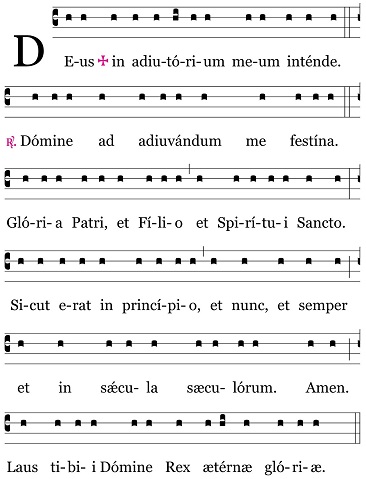 DE-us ✠ in adiu-tó-ri-um me-um inténde.
℟. Dómine ad adiuvándum me festína.
Gló-ri-a Patri, et Fí-li-o et Spi-rí-tu-i Sancto.
Si-cut e-rat in princí-pi-o, et nunc, et semper
et in sǽcu-la sæcu-lórum. Amen.
Laus ti-bi-i Dómine Rex ætérnæ gló-ri-æ.